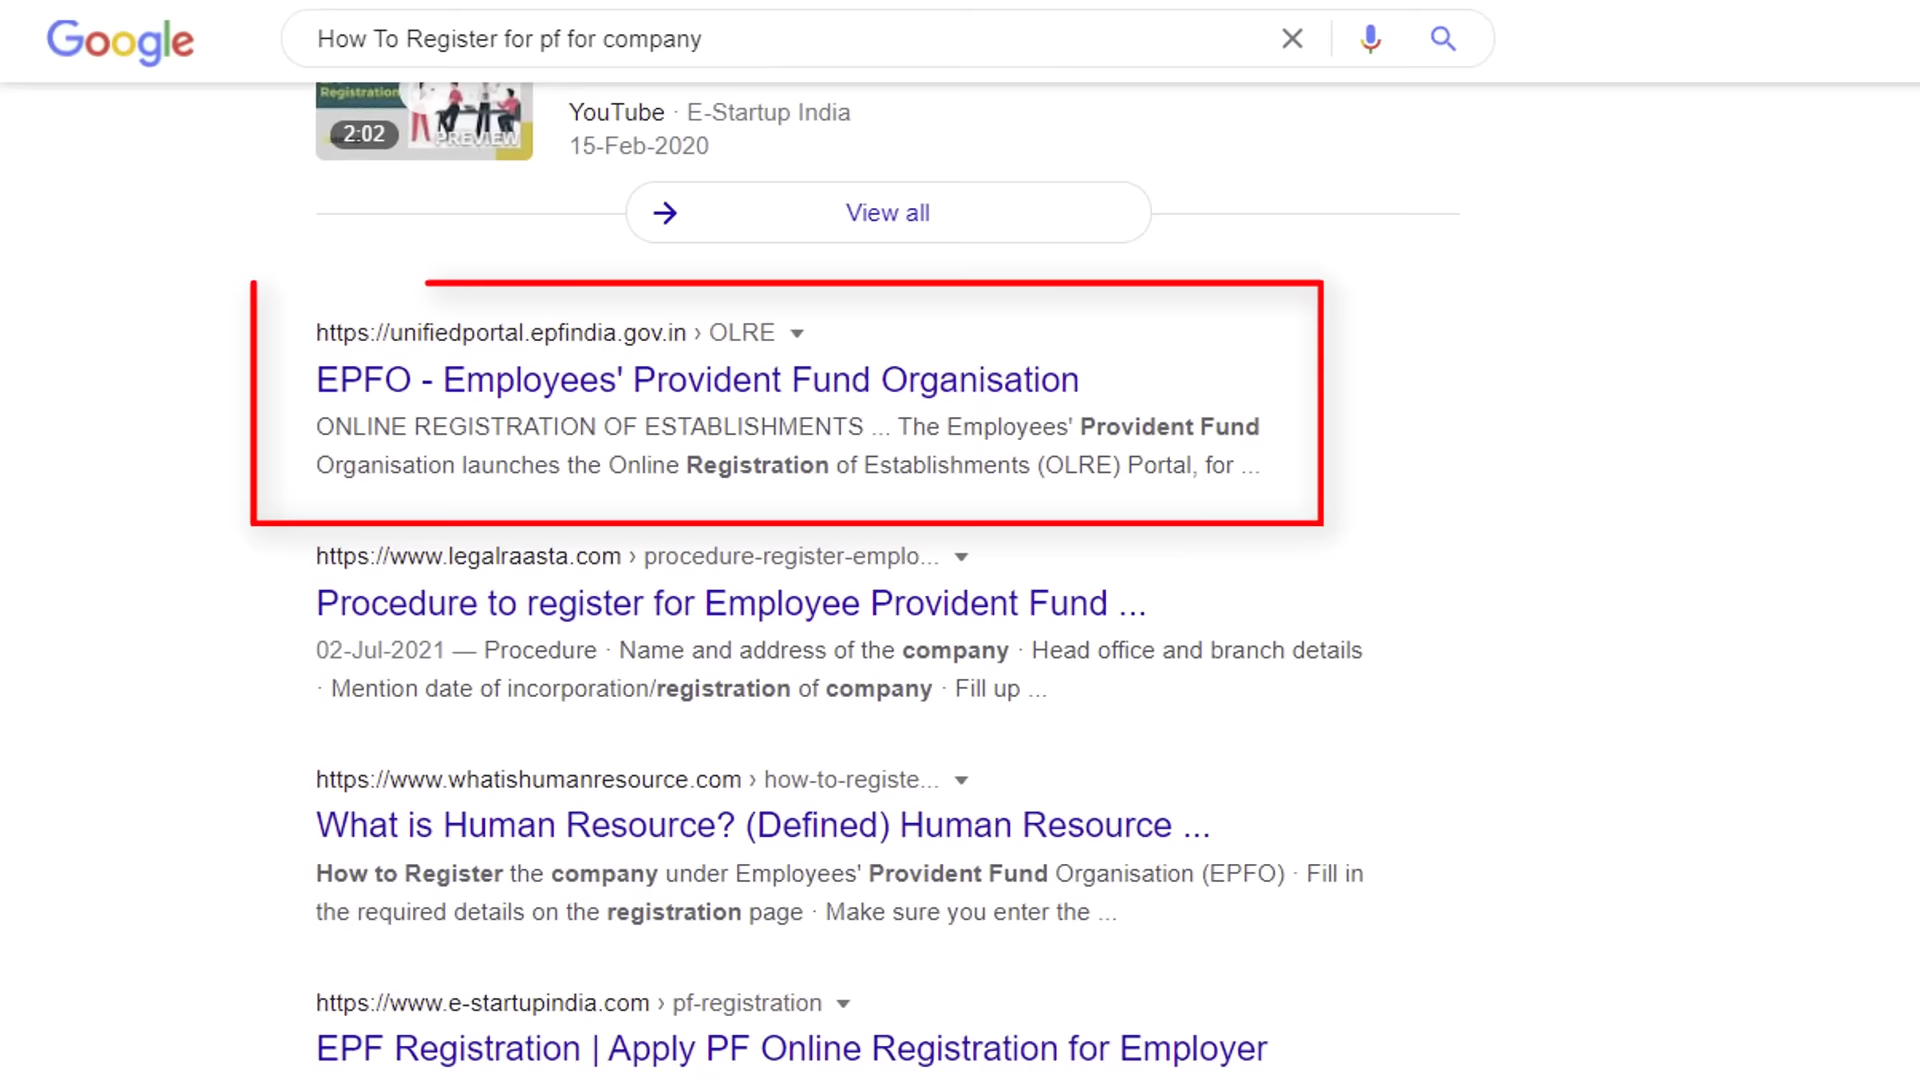 Google
How To Register for pf for company
Registration
2:02
PREVIEW
YouTube · E-Startup India
15-Feb-2020
View all
https://unifiedportal.epfindia.gov.in › OLRE
EPFO - Employees' Provident Fund Organisation
ONLINE REGISTRATION OF ESTABLISHMENTS ... The Employees' Provident Fund
Organisation launches the Online Registration of Establishments (OLRE) Portal, for ...
https://www.legalraasta.com › procedure-register-emplo...
Procedure to register for Employee Provident Fund ...
02-Jul-2021 — Procedure · Name and address of the company · Head office and branch details
· Mention date of incorporation/registration of company · Fill up ...
https://www.whatishumanresource.com › how-to-registe...
What is Human Resource? (Defined) Human Resource ...
How to Register the company under Employees' Provident Fund Organisation (EPFO) · Fill in
the required details on the registration page · Make sure you enter the ...
https://www.e-startupindia.com › pf-registration
EPF Registration | Apply PF Online Registration for Employer